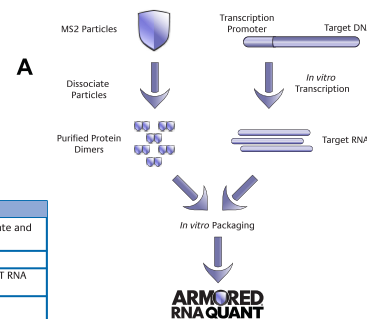 MS2 Particles
Transcription
Promoter
Target DN
A
Dissociate
Particles
In vitro
Transcription
Purified Protein
Dimers
Target RNA
ate and
T RNA
In vitro Packaging
ARMORED
RNA QUANT